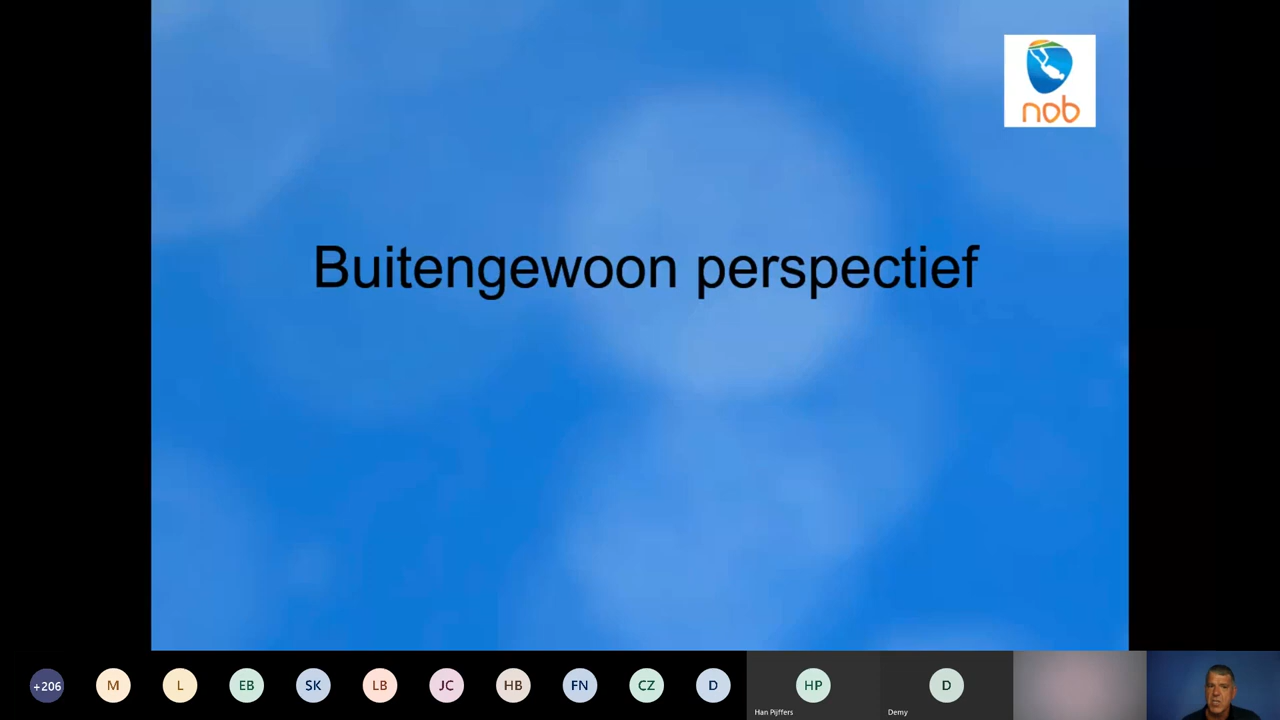 nob
Buitengewoon perspectief
+206
M
L
EB
SK
LB
JC
HB
FN
CZ
D
HP
D
Han Pijffers
Demy